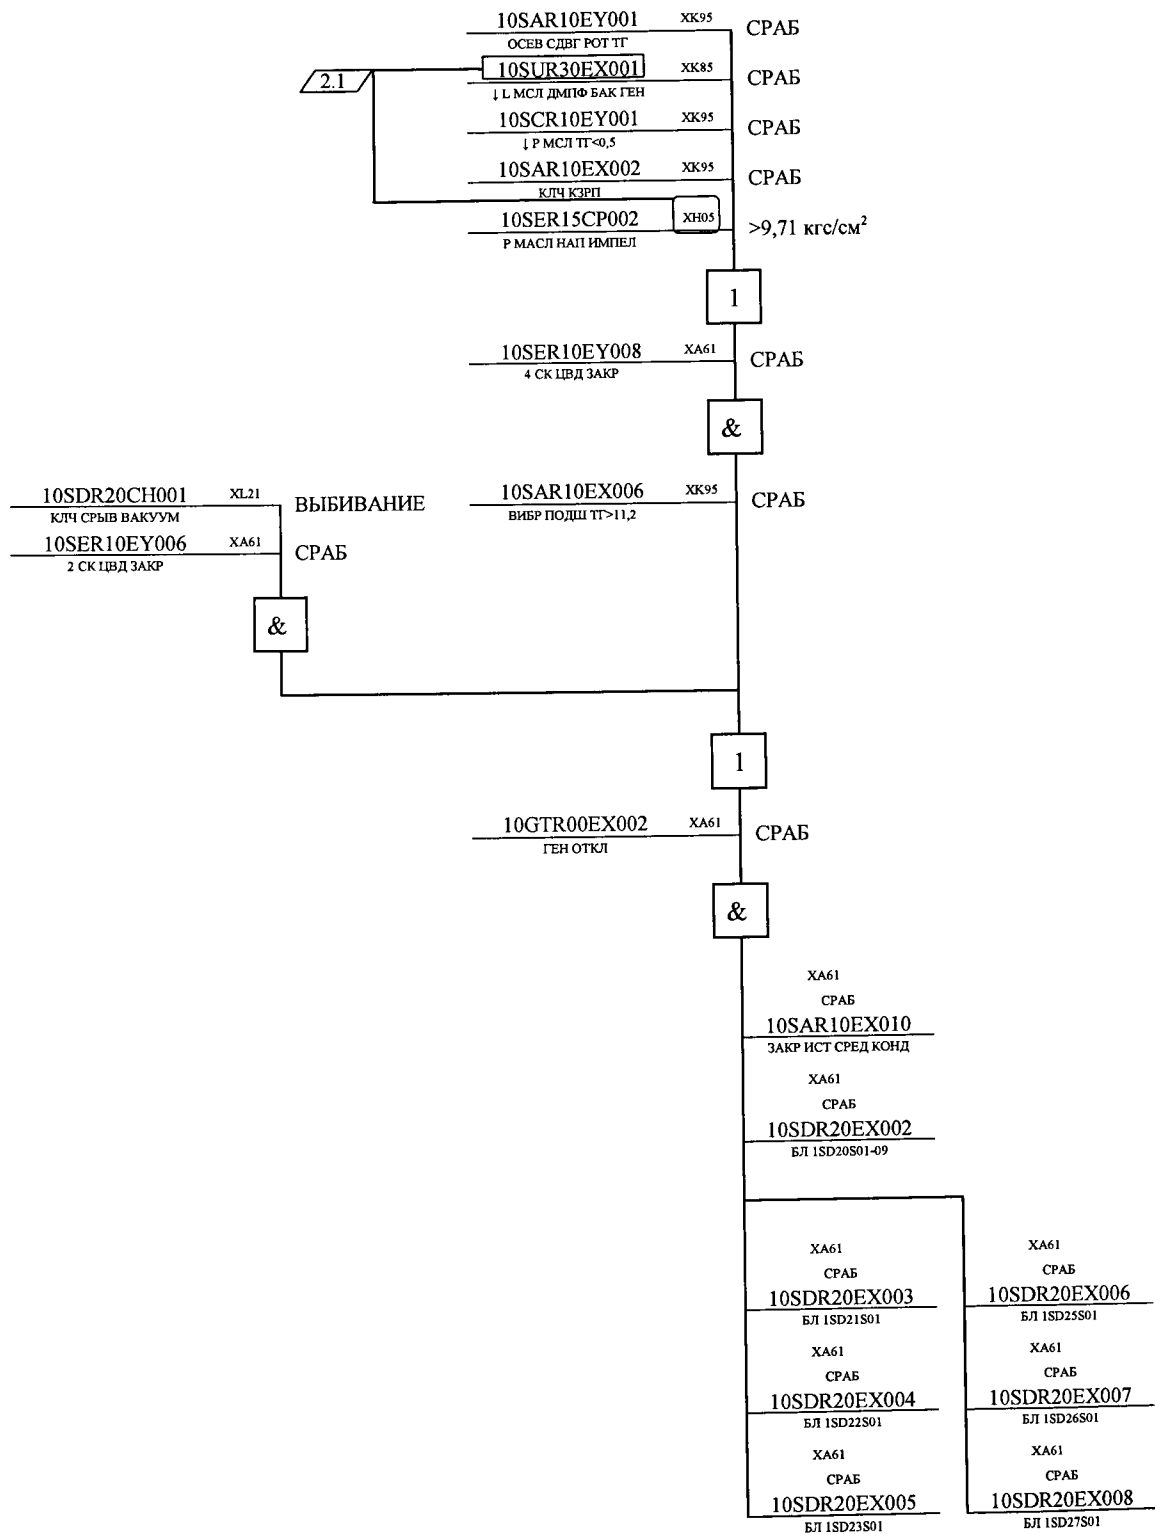 10SAR10EY001 XK95 СРАБ
ОСЕВ СДВГ РОТ ТГ
2.1
10SUR30EX001 XK85 СРАБ
↓ L МСЛ ДМПФ БАК ГЕН
10SCR10EY001 XK95 СРАБ
↓ Р МСЛ ТГ<0,5
10SAR10EX002 XK95 СРАБ
КЛЧ КЗРП
10SER15CP002 XH05 >9,71 кгс/см²
Р МАСЛ НАП ИМПЕЛ
1
10SER10EY008 XA61 СРАБ
4 СК ЦВД ЗАКР
&
10SDR20CH001 XL21 ВЫБИВАНИЕ
КЛЧ СРЫВ ВАКУУМ
10SAR10EX006 XK95 СРАБ
ВИБР ПОДШ ТГ>11,2
10SER10EY006 XA61 СРАБ
2 СК ЦВД ЗАКР
&
1
10GTR00EX002 XA61 СРАБ
ГЕН ОТКЛ
&
XA61
СРАБ
10SAR10EX010
ЗАКР ИСТ СРЕД КОНД
XA61
СРАБ
10SDR20EX002
БЛ 1SD20S01-09
XA61
СРАБ
10SDR20EX003
БЛ 1SD21S01
XA61
СРАБ
10SDR20EX004
БЛ 1SD22S01
XA61
СРАБ
10SDR20EX005
БЛ 1SD23S01
XA61
СРАБ
10SDR20EX006
БЛ 1SD25S01
XA61
СРАБ
10SDR20EX007
БЛ 1SD26S01
XA61
СРАБ
10SDR20EX008
БЛ 1SD27S01